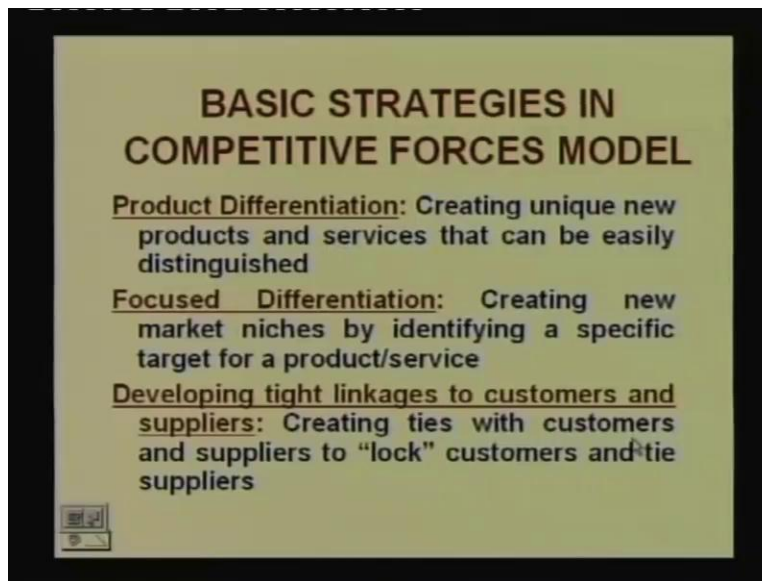 BASIC STRATEGIES IN
COMPETITIVE FORCES MODEL
Product Differentiation: Creating unique new
products and services that can be easily
distinguished
Focused Differentiation: Creating new
market niches by identifying a specific
target for a product/service
Developing tight linkages to customers and
suppliers: Creating ties with customers
and suppliers to “lock” customers and tie
suppliers